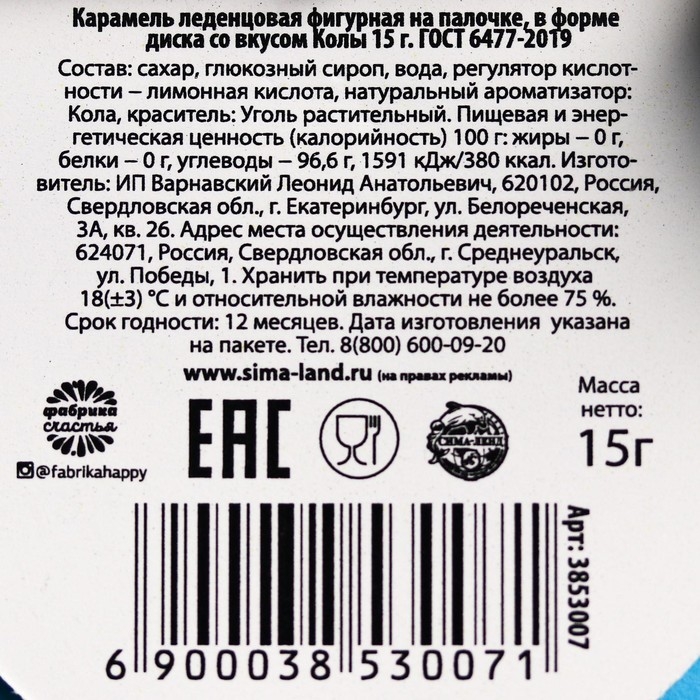 Карамель леденцовая фигурная на палочке, в форме
диска со вкусом Колы 15 г. ГОСТ 6477-2019
Состав: сахар, глюкозный сироп, вода, регулятор кислот-
ности – лимонная кислота, натуральный ароматизатор:
Кола, краситель: Уголь растительный. Пищевая и энер-
гетическая ценность (калорийность) 100 г: жиры – 0 г,
белки – 0 г, углеводы – 96,6 г, 1591 кДж/380 ккал. Изгото-
витель: ИП Варнавский Леонид Анатольевич, 620102, Россия,
Свердловская обл., г. Екатеринбург, ул. Белореченская,
3А, кв. 26. Адрес места осуществления деятельности:
624071, Россия, Свердловская обл., г. Среднеуральск,
ул. Победы, 1. Хранить при температуре воздуха
18(±3) °С и относительной влажности не более 75 %.
Срок годности: 12 месяцев. Дата изготовления указана
на пакете. Тел. 8(800) 600-09-20
www.sima-land.ru (на правах рекламы)
фабрика
счастья
@fabrikahappy
ЕАС
СИМА-ЛЕНД
Масса
нетто:
15г
Арт: 3853007
6 900038 530071